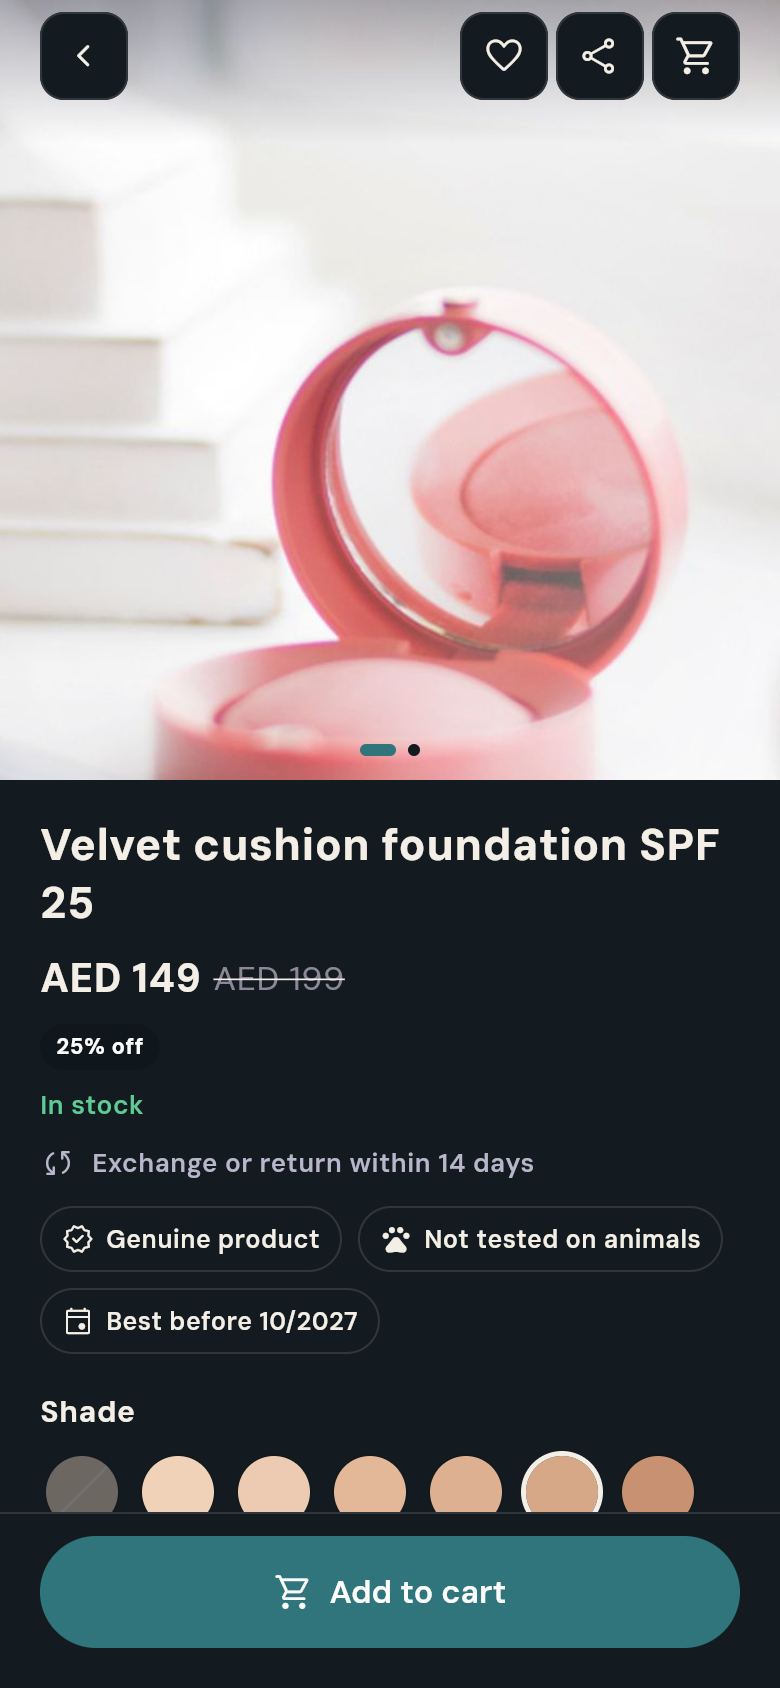 Velvet cushion foundation SPF
25
AED 149 AED 199
25% off
In stock
Exchange or return within 14 days
Genuine product
Not tested on animals
Best before 10/2027
Shade
Add to cart